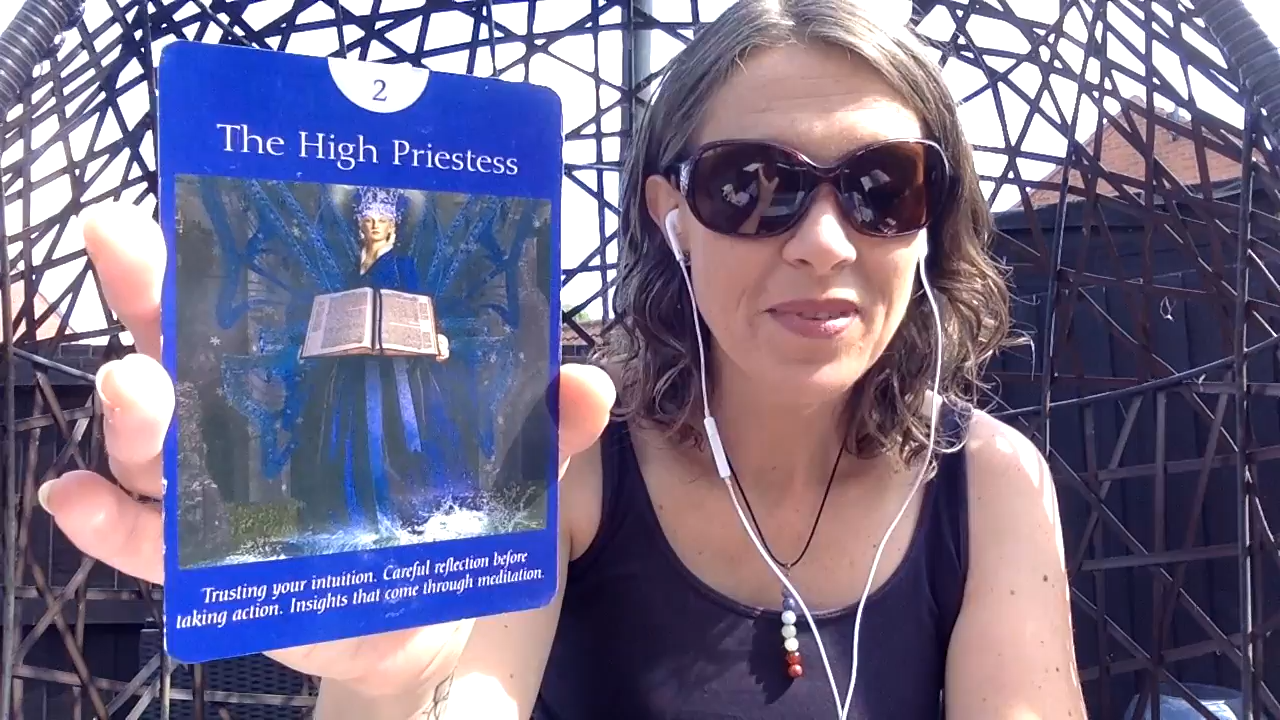 2
The High Priestess
Trusting your intuition. Careful reflection before
taking action. Insights that come through meditation.